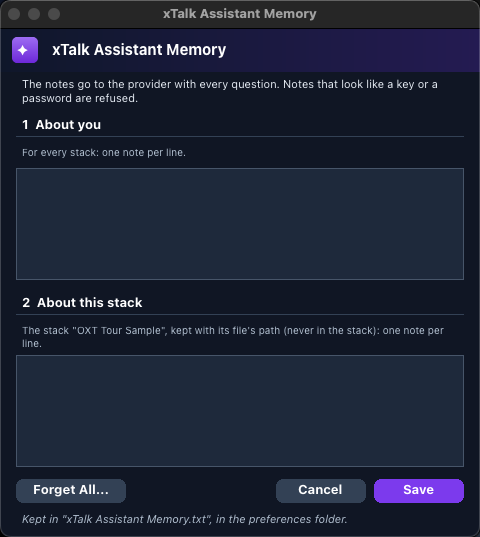 xTalk Assistant Memory
xTalk Assistant Memory
The notes go to the provider with every question. Notes that look like a key or a
password are refused.
1 About you
For every stack: one note per line.
2 About this stack
The stack "OXT Tour Sample", kept with its file's path (never in the stack): one note per
line.
Forget All... Cancel Save
Kept in "xTalk Assistant Memory.txt", in the preferences folder.